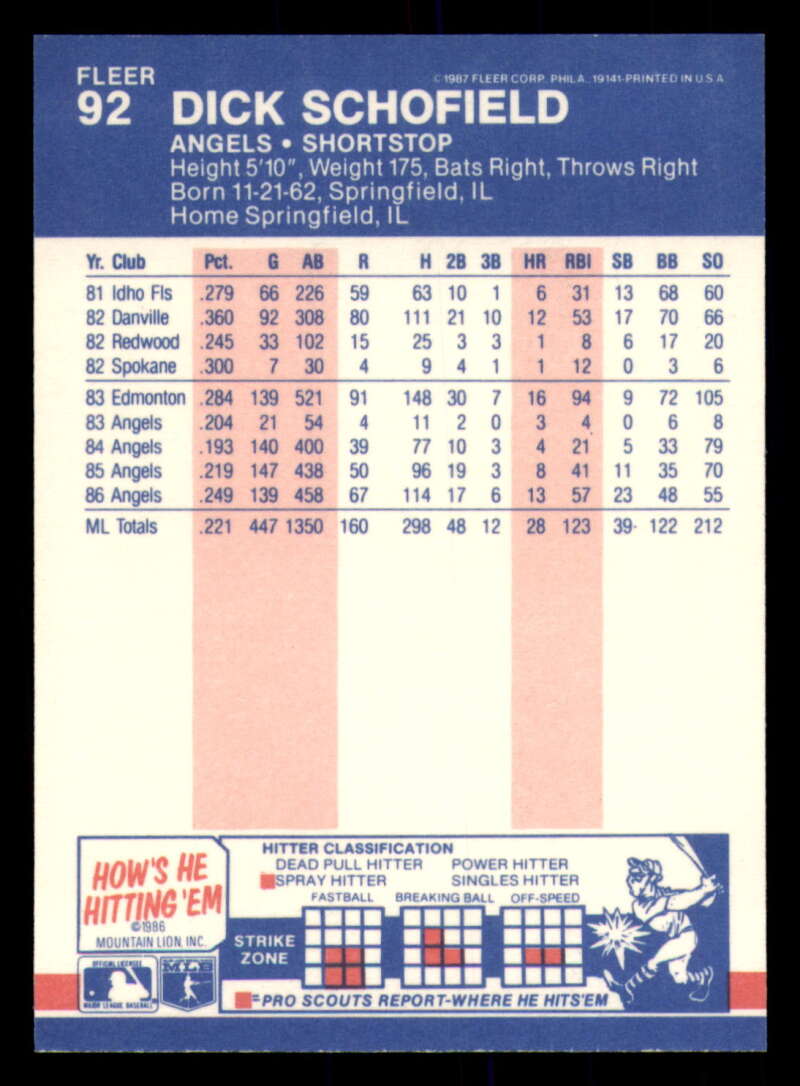 FLEER
© 1987 FLEER CORP. PHILA. 19141-PRINTED IN U.S.A.
92 DICK SCHOFIELD
ANGELS • SHORTSTOP
Height 5'10", Weight 175, Bats Right, Throws Right
Born 11-21-62, Springfield, IL
Home Springfield, IL
Yr. Club Pct. G AB R H 2B 3B HR RBI SB BB SO
81 Idho Fls .279 66 226 59 63 10 1 6 31 13 68 60
82 Danville .360 92 308 80 111 21 10 12 53 17 70 66
82 Redwood .245 33 102 15 25 3 3 1 8 6 17 20
82 Spokane .300 7 30 4 9 4 1 1 12 0 3 6
83 Edmonton .284 139 521 91 148 30 7 16 94 9 72 105
83 Angels .204 21 54 4 11 2 0 3 4 0 6 8
84 Angels .193 140 400 39 77 10 3 4 21 5 33 79
85 Angels .219 147 438 50 96 19 3 8 41 11 35 70
86 Angels .249 139 458 67 114 17 6 13 57 23 48 55
ML Totals .221 447 1350 160 298 48 12 28 123 39 122 212
HOW'S HE
HITTING 'EM
©1986
MOUNTAIN LION, INC.
HITTER CLASSIFICATION
DEAD PULL HITTER POWER HITTER
SPRAY HITTER SINGLES HITTER
FASTBALL BREAKING BALL OFF-SPEED
STRIKE
ZONE
=PRO SCOUTS REPORT-WHERE HE HITS'EM
OFFICIAL LICENSEE
MAJOR LEAGUE BASEBALL